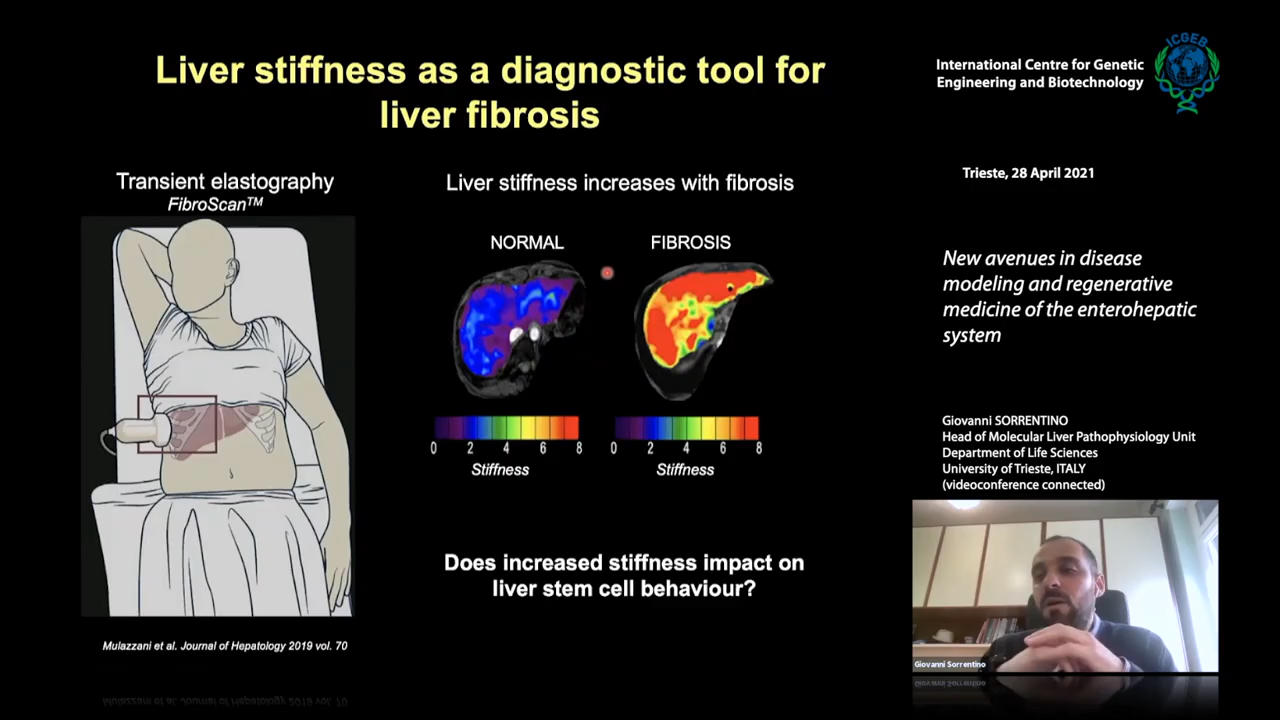 Liver stiffness as a diagnostic tool for
liver fibrosis
Transient elastography
FibroScan™
Liver stiffness increases with fibrosis
NORMAL
FIBROSIS
0 2 4 6 8
Stiffness
0 2 4 6 8
Stiffness
Does increased stiffness impact on
liver stem cell behaviour?
Mulazzani et al. Journal of Hepatology 2019 vol. 70
International Centre for Genetic
Engineering and Biotechnology
ICGEB
Trieste, 28 April 2021
New avenues in disease
modeling and regenerative
medicine of the enterohepatic
system
Giovanni SORRENTINO
Head of Molecular Liver Pathophysiology Unit
Department of Life Sciences
University of Trieste, ITALY
(videoconference connected)
Giovanni Sorrentino